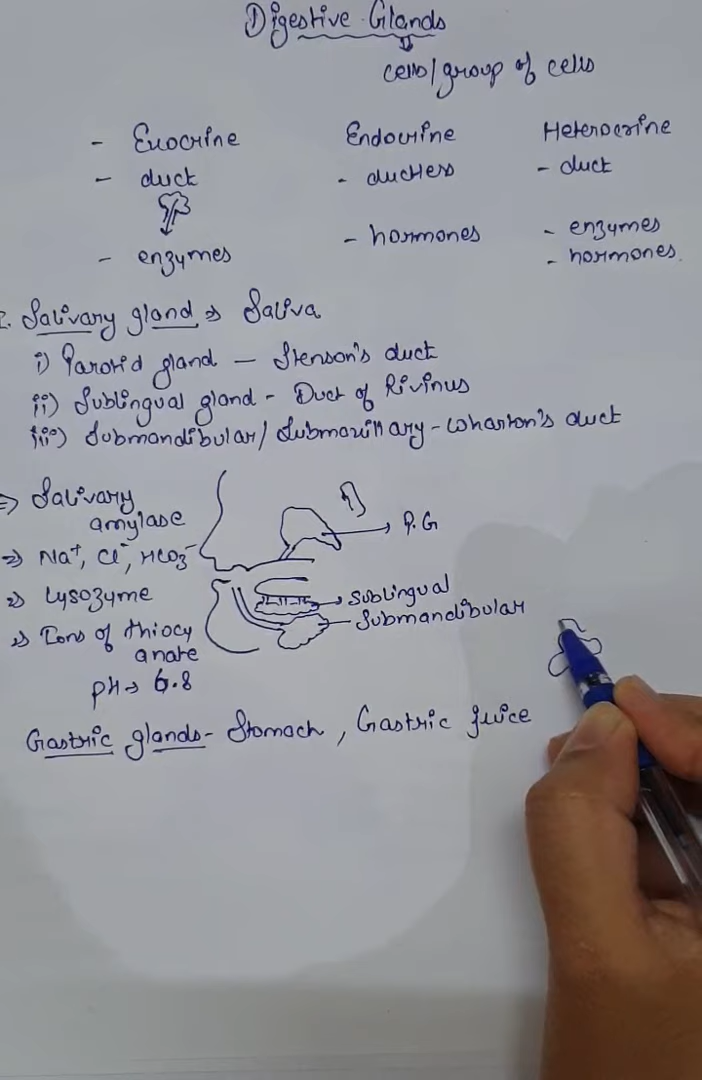 Digestive Glands
cells/group of cells
- Exocrine Endocrine Heterocrine
- duct - ductless - duct
- enzymes - hormones - enzymes
- hormones.
I. Salivary gland → Saliva
i) Parotid gland — Stenson's duct
ii) Sublingual gland - Duct of Rivinus
iii) Submandibular/Submaxillary - Wharton's duct
⇒ Salivary
amylase
⇒ Na⁺, Cl⁻, HCO3⁻
⇒ Lysozyme
⇒ Ions of thiocy
anate
pH → 6.8
P.G
Sublingual
Submandibular
Gastric glands - Stomach, Gastric juice